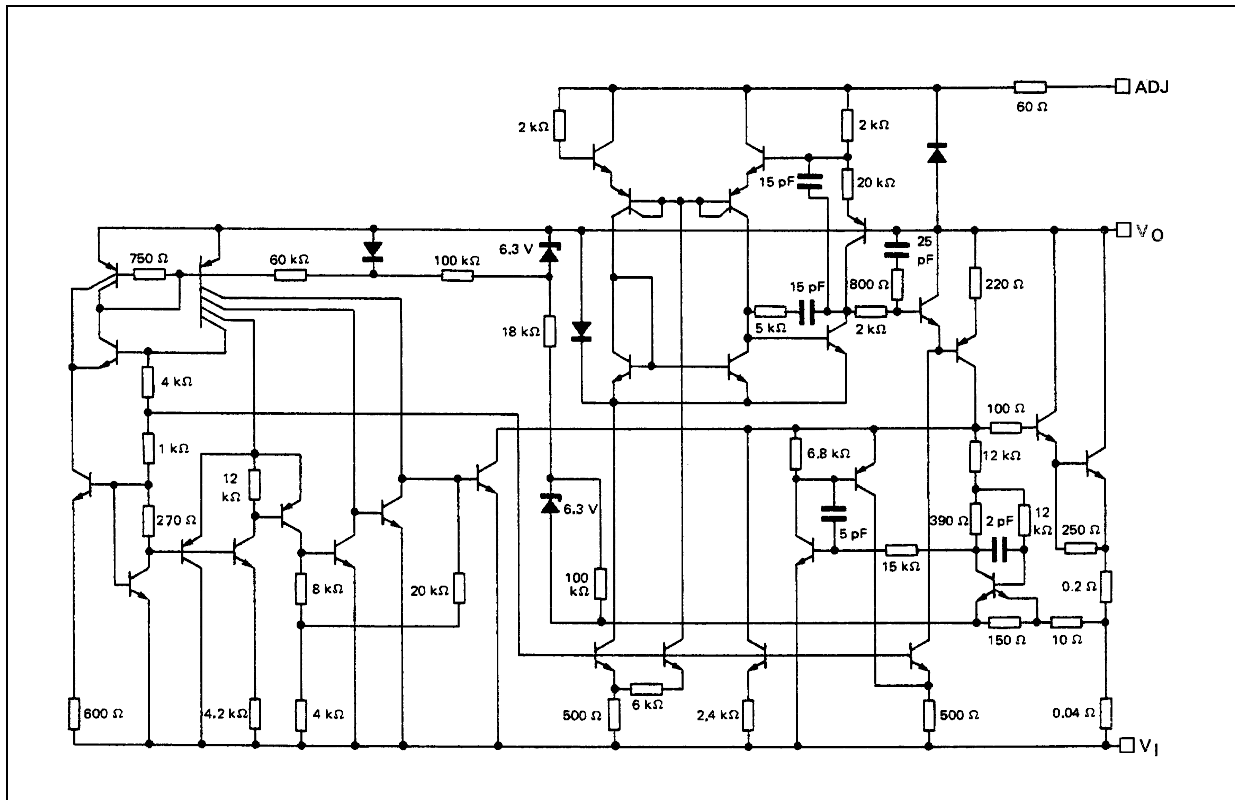 ADJ
60 Ω
2 kΩ
2 kΩ
15 pF
20 kΩ
V_O
6.3 V
25 pF
750 Ω
60 kΩ
100 kΩ
15 pF
800 Ω
220 Ω
18 kΩ
5 kΩ
2 kΩ
4 kΩ
100 Ω
1 kΩ
6.8 kΩ
12 kΩ
12 kΩ
6.3 V
270 Ω
5 pF
390 Ω
2 pF
12 kΩ
250 Ω
15 kΩ
8 kΩ
20 kΩ
100 kΩ
0.2 Ω
150 Ω
10 Ω
6 kΩ
600 Ω
4.2 kΩ
4 kΩ
500 Ω
2,4 kΩ
500 Ω
0.04 Ω
V_I